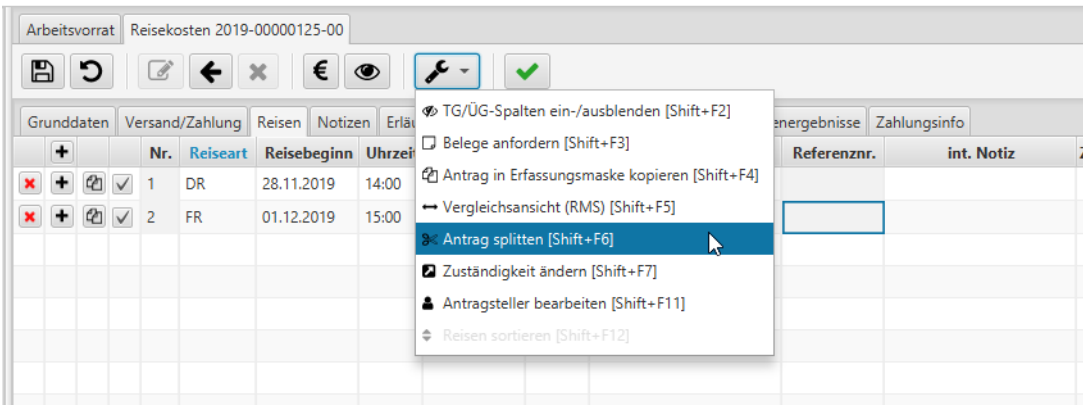 Arbeitsvorrat Reisekosten 2019-00000125-00
€
Grunddaten Versand/Zahlung Reisen Notizen Erläu energebnisse Zahlungsinfo
Nr. Reiseart Reisebeginn Uhrzei Referenznr. int. Notiz
1 DR 28.11.2019 14:00
2 FR 01.12.2019 15:00
TG/ÜG-Spalten ein-/ausblenden [Shift+F2]
Belege anfordern [Shift+F3]
Antrag in Erfassungsmaske kopieren [Shift+F4]
Vergleichsansicht (RMS) [Shift+F5]
Antrag splitten [Shift+F6]
Zuständigkeit ändern [Shift+F7]
Antragsteller bearbeiten [Shift+F11]
Reisen sortieren [Shift+F12]